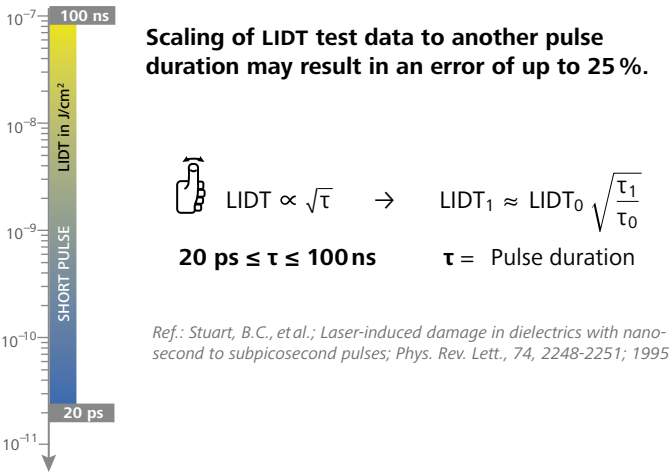 10⁻⁷
100 ns
10⁻⁸
10⁻⁹
10⁻¹⁰
20 ps
10⁻¹¹
LIDT in J/cm²
SHORT PULSE
Scaling of LIDT test data to another pulse
duration may result in an error of up to 25 %.
LIDT ∝ √τ → LIDT₁ ≈ LIDT₀ √(τ₁/τ₀)
20 ps ≤ τ ≤ 100 ns τ = Pulse duration
Ref.: Stuart, B.C., et al.; Laser-induced damage in dielectrics with nano-
second to subpicosecond pulses; Phys. Rev. Lett., 74, 2248-2251; 1995